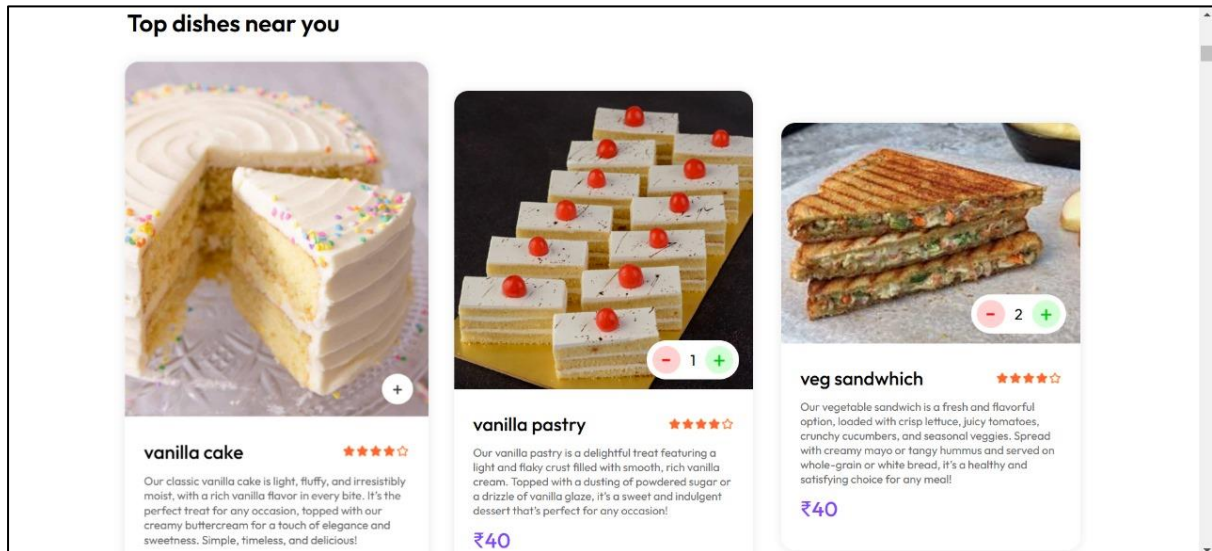 Top dishes near you
+
vanilla cake
Our classic vanilla cake is light, fluffy, and irresistibly
moist, with a rich vanilla flavor in every bite. It's the
perfect treat for any occasion, topped with our
creamy buttercream for a touch of elegance and
sweetness. Simple, timeless, and delicious!
- 1 +
vanilla pastry
Our vanilla pastry is a delightful treat featuring a
light and flaky crust filled with smooth, rich vanilla
cream. Topped with a dusting of powdered sugar or
a drizzle of vanilla glaze, it's a sweet and indulgent
dessert that's perfect for any occasion!
₹40
- 2 +
veg sandwhich
Our vegetable sandwich is a fresh and flavorful
option, loaded with crisp lettuce, juicy tomatoes,
crunchy cucumbers, and seasonal veggies. Spread
with creamy mayo or tangy hummus and served on
whole-grain or white bread, it's a healthy and
satisfying choice for any meal!
₹40